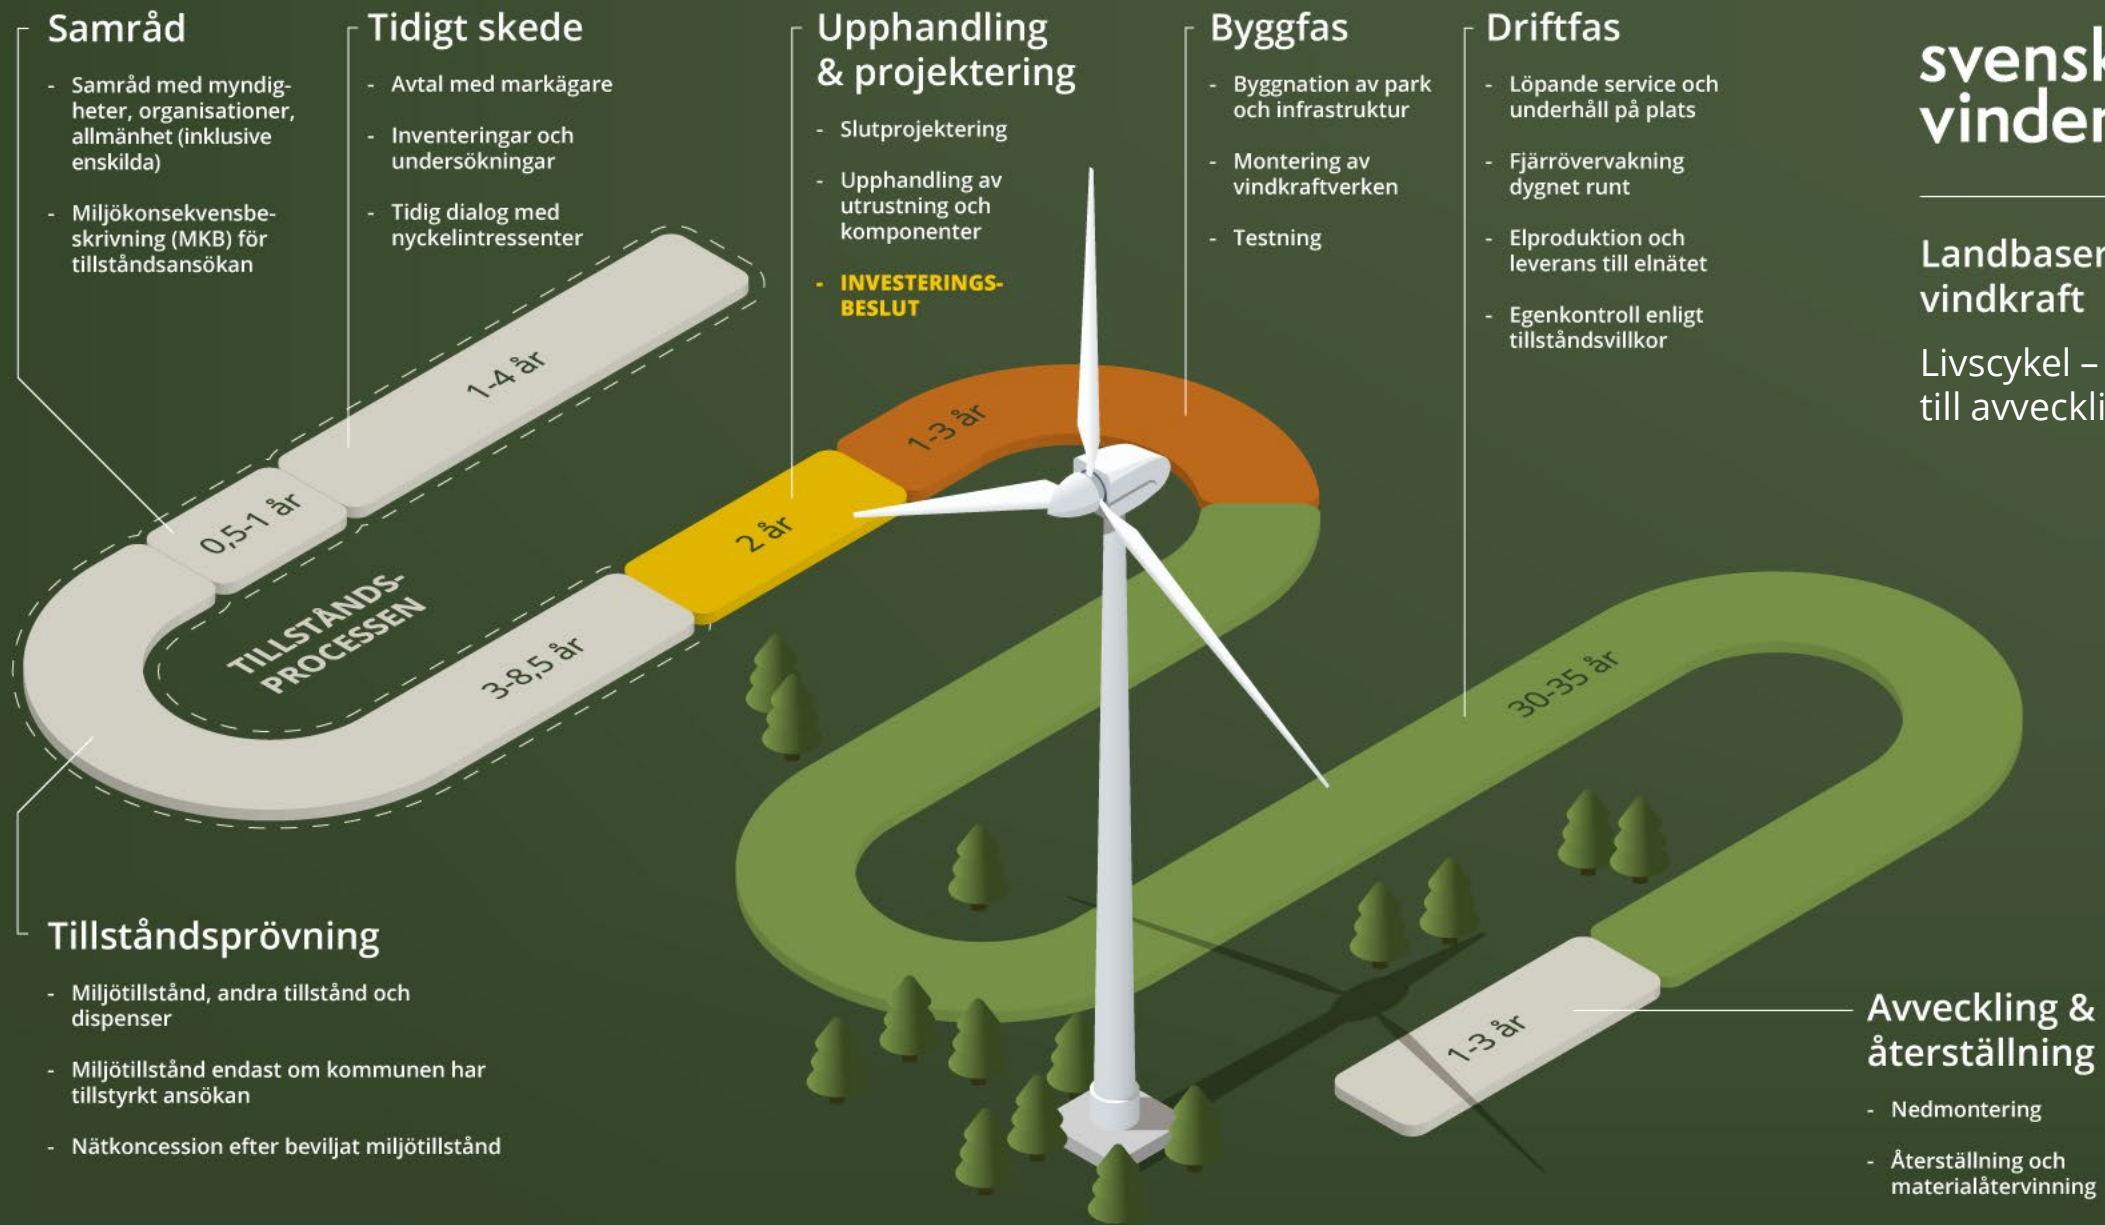 Samråd
- Samråd med myndig-
heter, organisationer,
allmänhet (inklusive
enskilda)
- Miljökonsekvensbe-
skrivning (MKB) för
tillståndsansökan
Tidigt skede
- Avtal med markägare
- Inventeringar och
undersökningar
- Tidig dialog med
nyckelintressenter
Upphandling
& projektering
- Slutprojektering
- Upphandling av
utrustning och
komponenter
- INVESTERINGS-
BESLUT
Byggfas
- Byggnation av park
och infrastruktur
- Montering av
vindkraftverken
- Testning
Driftfas
- Löpande service och
underhåll på plats
- Fjärrövervakning
dygnet runt
- Elproduktion och
leverans till elnätet
- Egenkontroll enligt
tillståndsvillkor
svensk
vinden
Landbaser
vindkraft
Livscykel –
till avveckli
1-4 år
0,5-1 år
TILLSTÅNDS-
PROCESSEN
3-8,5 år
2 år
1-3 år
30-35 år
1-3 år
Tillståndsprövning
- Miljötillstånd, andra tillstånd och
dispenser
- Miljötillstånd endast om kommunen har
tillstyrkt ansökan
- Nätkoncession efter beviljat miljötillstånd
Avveckling &
återställning
- Nedmontering
- Återställning och
materialåtervinning